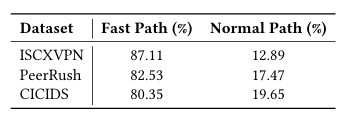 Dataset Fast Path (%) Normal Path (%)
ISCXVPN 87.11 12.89
PeerRush 82.53 17.47
CICIDS 80.35 19.65